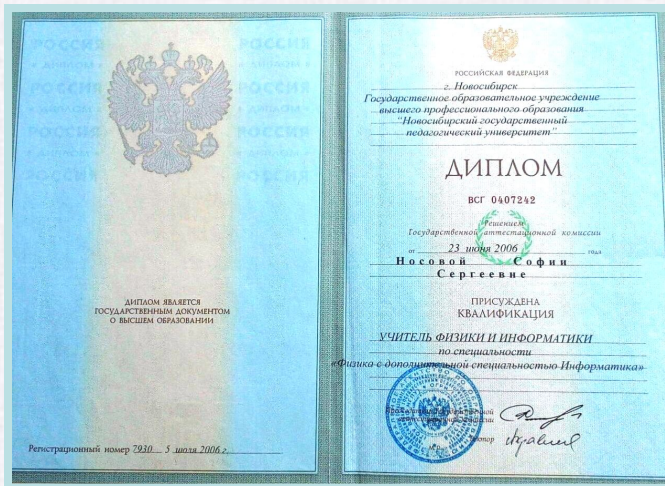 РОССИЯ РОССИЯ
ДИПЛОМ ЯВЛЯЕТСЯ
ГОСУДАРСТВЕННЫМ ДОКУМЕНТОМ
О ВЫСШЕМ ОБРАЗОВАНИИ
Регистрационный номер 7930 5 июля 2006 г.
РОССИЙСКАЯ ФЕДЕРАЦИЯ
г. Новосибирск
Государственное образовательное учреждение
высшего профессионального образования
"Новосибирский государственный
педагогический университет"
ДИПЛОМ
ВСГ 0407242
Решением
Государственной аттестационной комиссии
от 23 июня 2006 года
Носовой Софии
Сергеевне
ПРИСУЖДЕНА
КВАЛИФИКАЦИЯ
УЧИТЕЛЬ ФИЗИКИ И ИНФОРМАТИКИ
по специальности
«Физика с дополнительной специальностью Информатика»